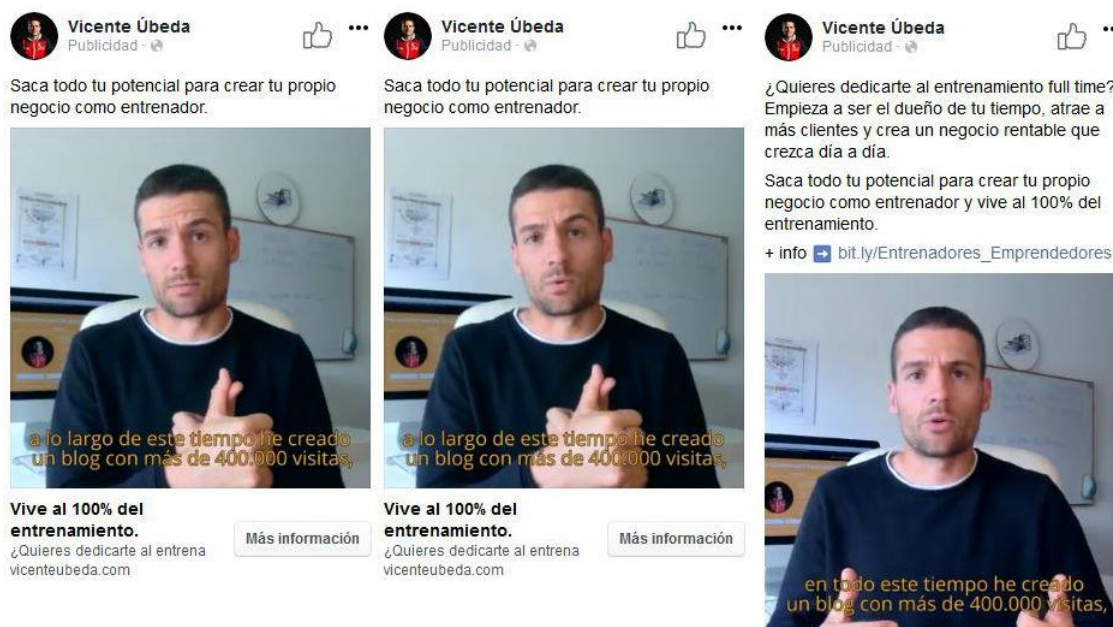 Vicente Úbeda
Publicidad ·
Saca todo tu potencial para crear tu propio
negocio como entrenador.
a lo largo de este tiempo he creado
un blog con más de 400.000 visitas,
Vive al 100% del
entrenamiento.
¿Quieres dedicarte al entrena
vicenteubeda.com
Más información
Vicente Úbeda
Publicidad ·
Saca todo tu potencial para crear tu propio
negocio como entrenador.
a lo largo de este tiempo he creado
un blog con más de 400.000 visitas,
Vive al 100% del
entrenamiento.
¿Quieres dedicarte al entrena
vicenteubeda.com
Más información
Vicente Úbeda
Publicidad ·
¿Quieres dedicarte al entrenamiento full time?
Empieza a ser el dueño de tu tiempo, atrae a
más clientes y crea un negocio rentable que
crezca día a día.
Saca todo tu potencial para crear tu propio
negocio como entrenador y vive al 100% del
entrenamiento.
+ info ➡ bit.ly/Entrenadores_Emprendedores
en todo este tiempo he creado
un blog con más de 400.000 visitas,